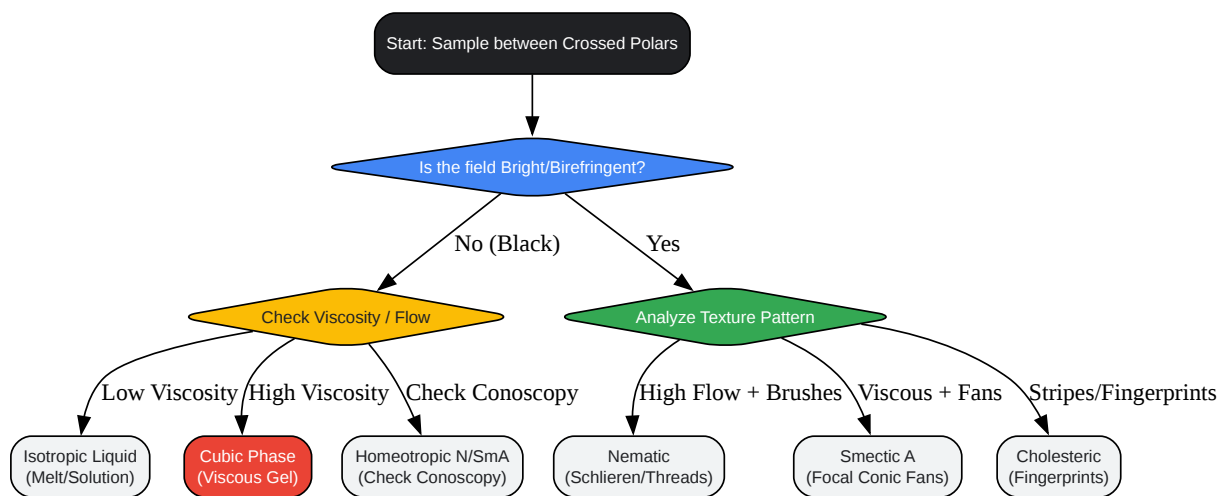 Start: Sample between Crossed Polars
Is the field Bright/Birefringent?
No (Black)
Yes
Check Viscosity / Flow
Analyze Texture Pattern
Low Viscosity
High Viscosity
Check Conoscopy
High Flow + Brushes
Viscous + Fans
Stripes/Fingerprints
Isotropic Liquid
(Melt/Solution)
Cubic Phase
(Viscous Gel)
Homeotropic N/SmA
(Check Conoscopy)
Nematic
(Schlieren/Threads)
Smectic A
(Focal Conic Fans)
Cholesteric
(Fingerprints)